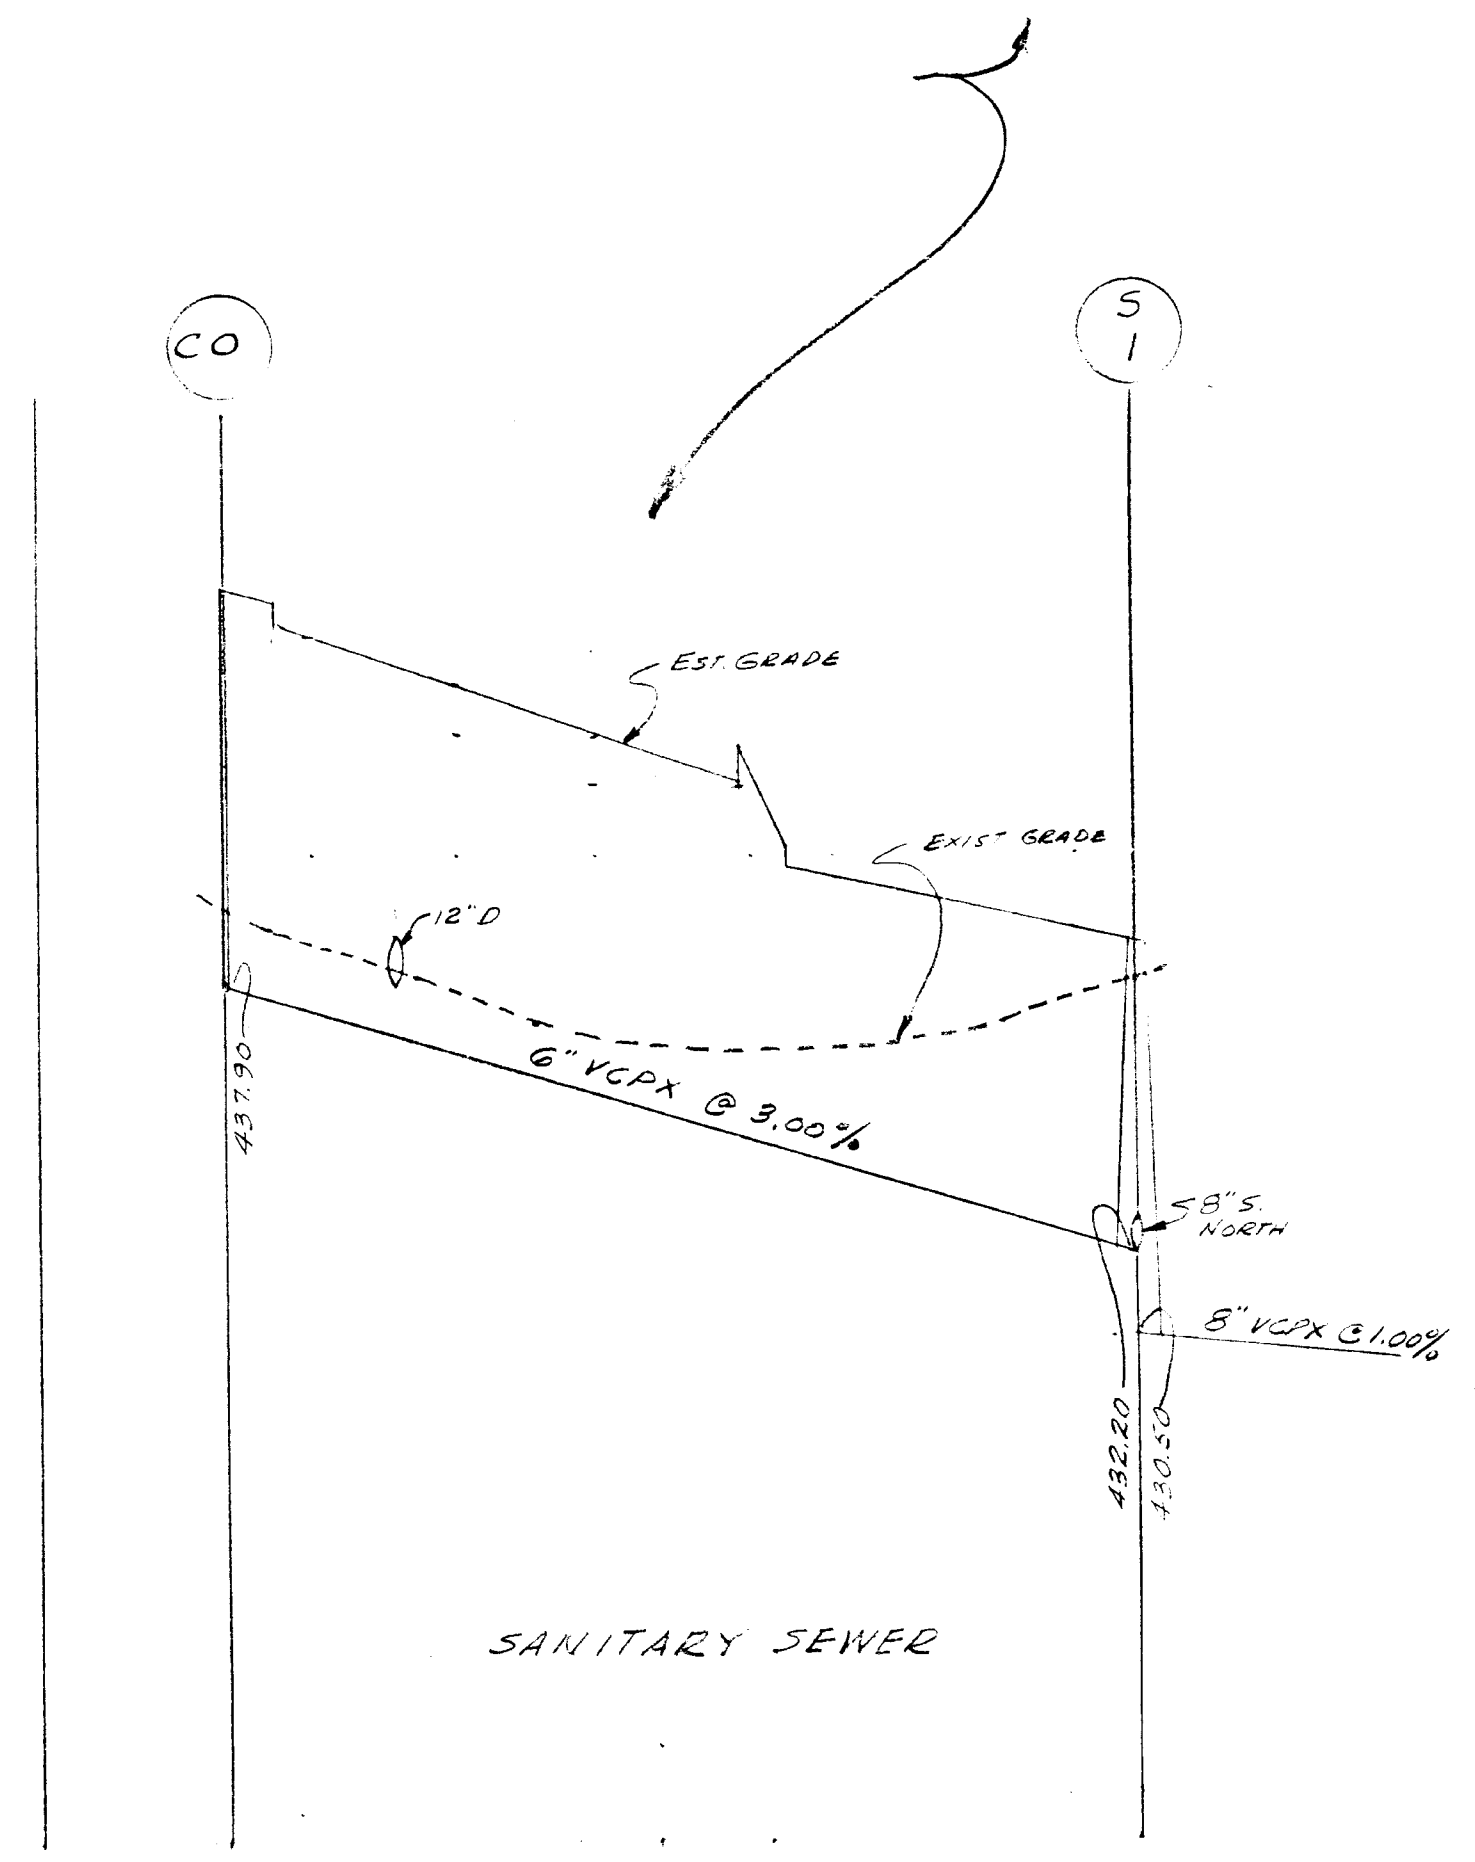 CO
S
1
EST. GRADE
EXIST GRADE
12"D
437.90
6" VCPX @ 3.00%
8"S.
NORTH
8" VCPX @ 1.00%
432.20
430.50
SANITARY SEWER